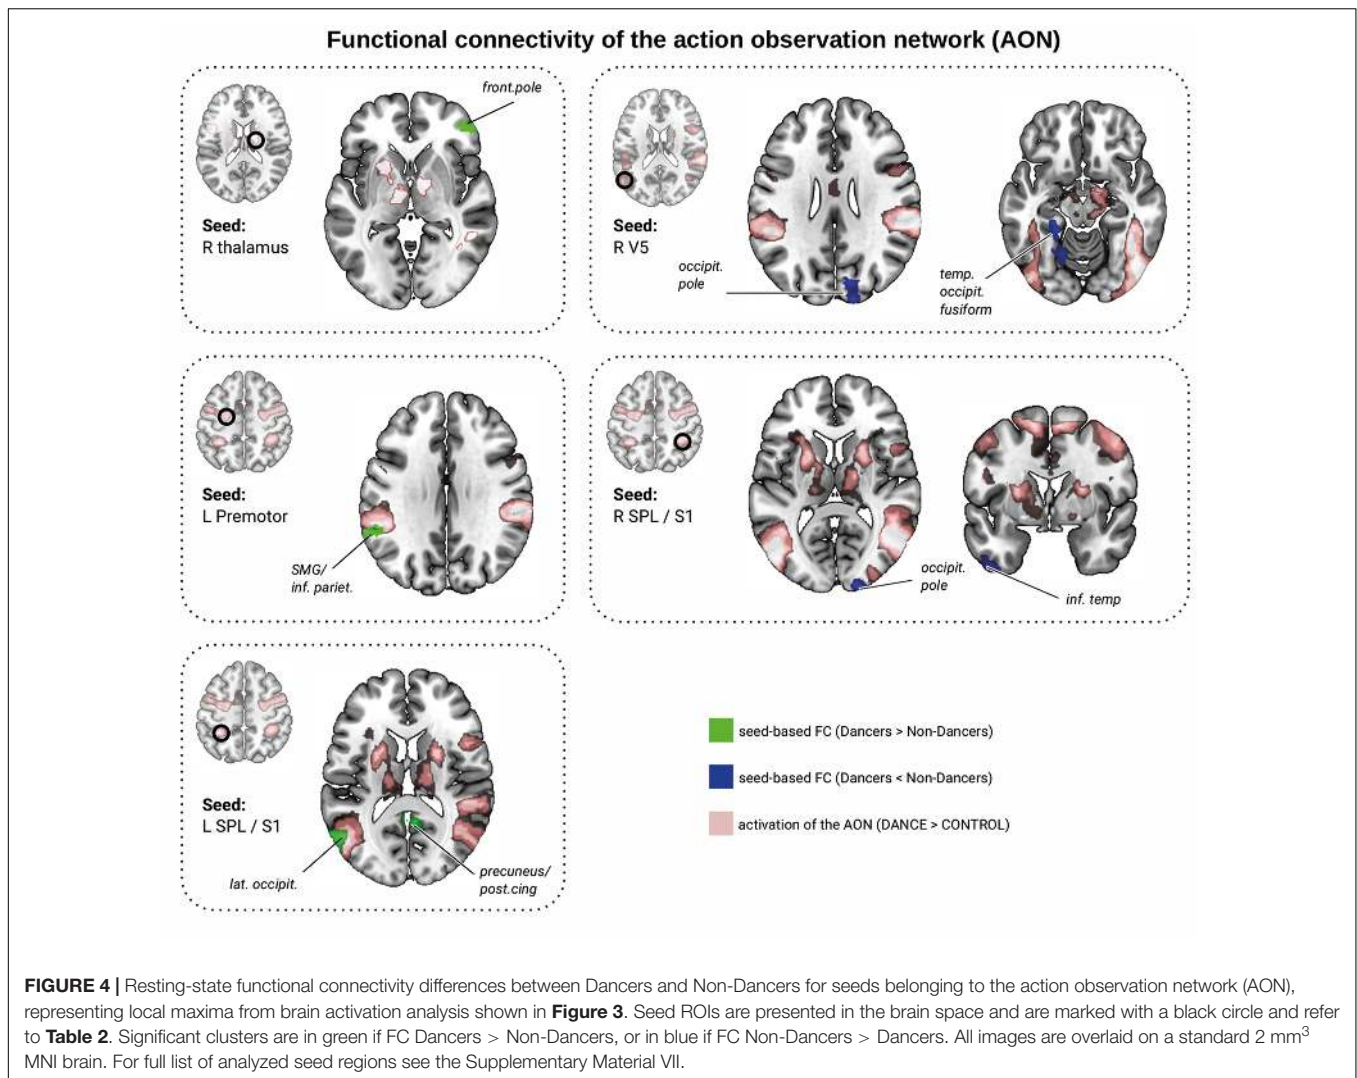 Functional connectivity of the action observation network (AON)
front.pole
Seed:
R thalamus
Seed:
R V5
occipit.
pole
temp.
occipit.
fusiform
Seed:
L Premotor
SMG/
inf. pariet.
Seed:
R SPL / S1
occipit.
pole
inf. temp
Seed:
L SPL / S1
lat. occipit.
precuneus/
post.cing
seed-based FC (Dancers > Non-Dancers)
seed-based FC (Dancers < Non-Dancers)
activation of the AON (DANCE > CONTROL)
FIGURE 4 | Resting-state functional connectivity differences between Dancers and Non-Dancers for seeds belonging to the action observation network (AON),
representing local maxima from brain activation analysis shown in Figure 3. Seed ROIs are presented in the brain space and are marked with a black circle and refer
to Table 2. Significant clusters are in green if FC Dancers > Non-Dancers, or in blue if FC Non-Dancers > Dancers. All images are overlaid on a standard 2 mm³
MNI brain. For full list of analyzed seed regions see the Supplementary Material VII.